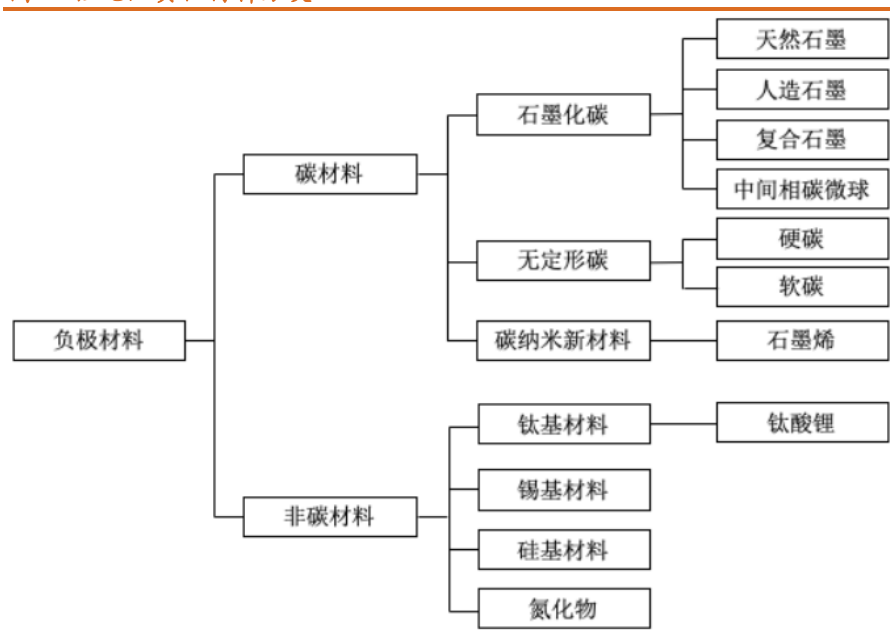 天然石墨
人造石墨
石墨化碳
复合石墨
碳材料
中间相碳微球
硬碳
无定形碳
软碳
负极材料
碳纳米新材料
石墨烯
钛基材料
钛酸锂
锡基材料
非碳材料
硅基材料
氮化物